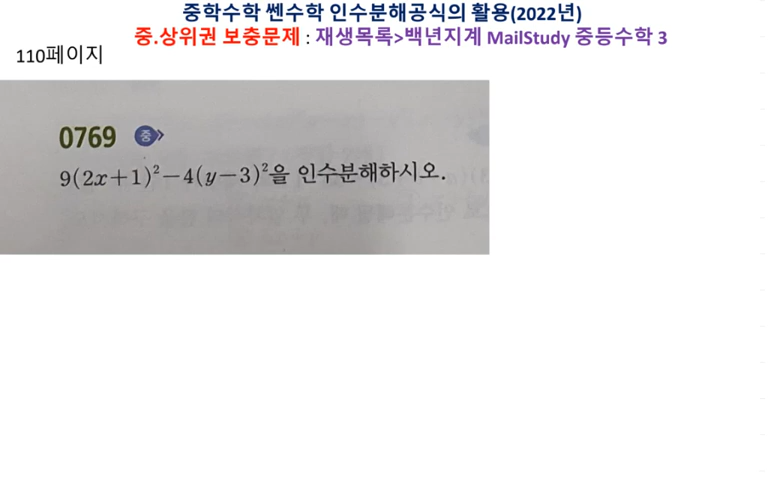 중학수학 쎈수학 인수분해공식의 활용(2022년)
중.상위권 보충문제 : 재생목록>백년지계 MailStudy 중등수학 3
110페이지
0769 중
9(2x+1)²-4(y-3)²을 인수분해하시오.